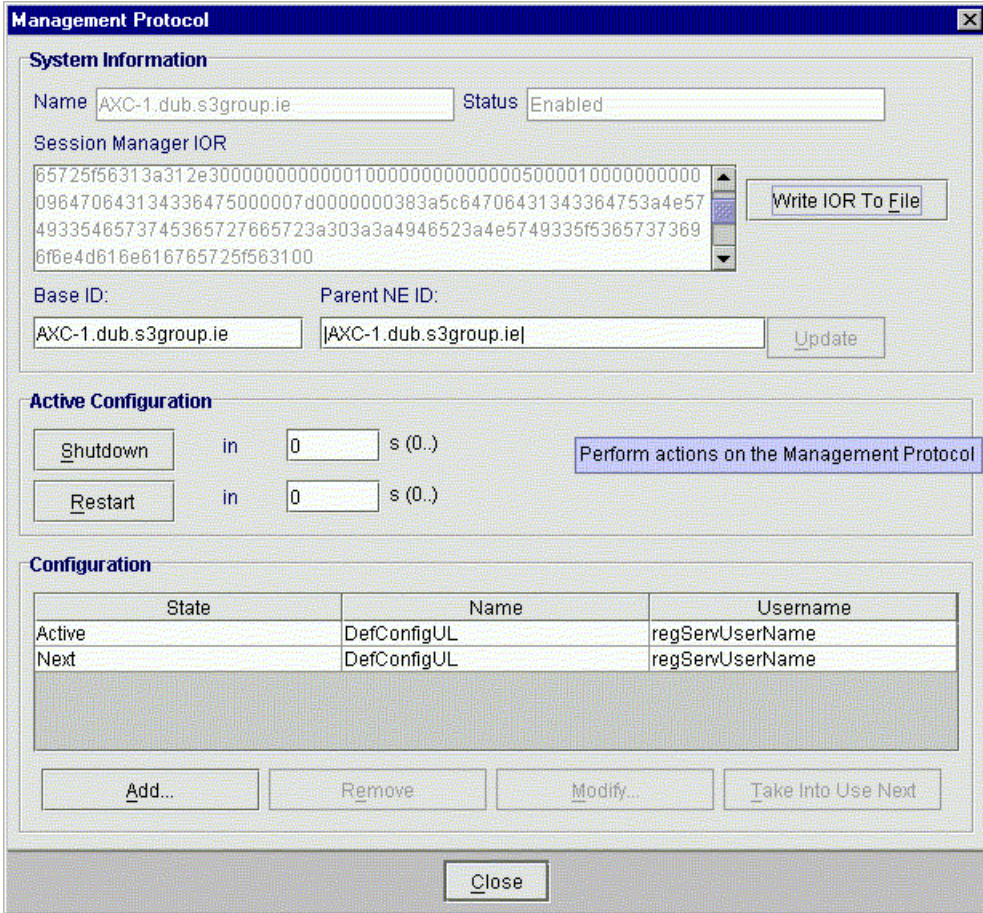 Management Protocol
System Information
Name AXC-1.dub.s3group.ie Status Enabled
Session Manager IOR
65725f56313a312e30000000000000100000000000000500001000000000
0964706431343364750000007d0000000383a5c64706431343364753a4e57
4933546573745365727665723a303a3a4946523a4e5749335f5365737369
6f6e4d616e616765725f563100
Write IOR To File
Base ID: Parent NE ID:
AXC-1.dub.s3group.ie |AXC-1.dub.s3group.ie| Update
Active Configuration
Shutdown in 0 s (0..)
Perform actions on the Management Protocol
Restart in 0 s (0..)
Configuration
State Name Username
Active DefConfigUL regServUserName
Next DefConfigUL regServUserName
Add... Remove Modify... Take Into Use Next
Close